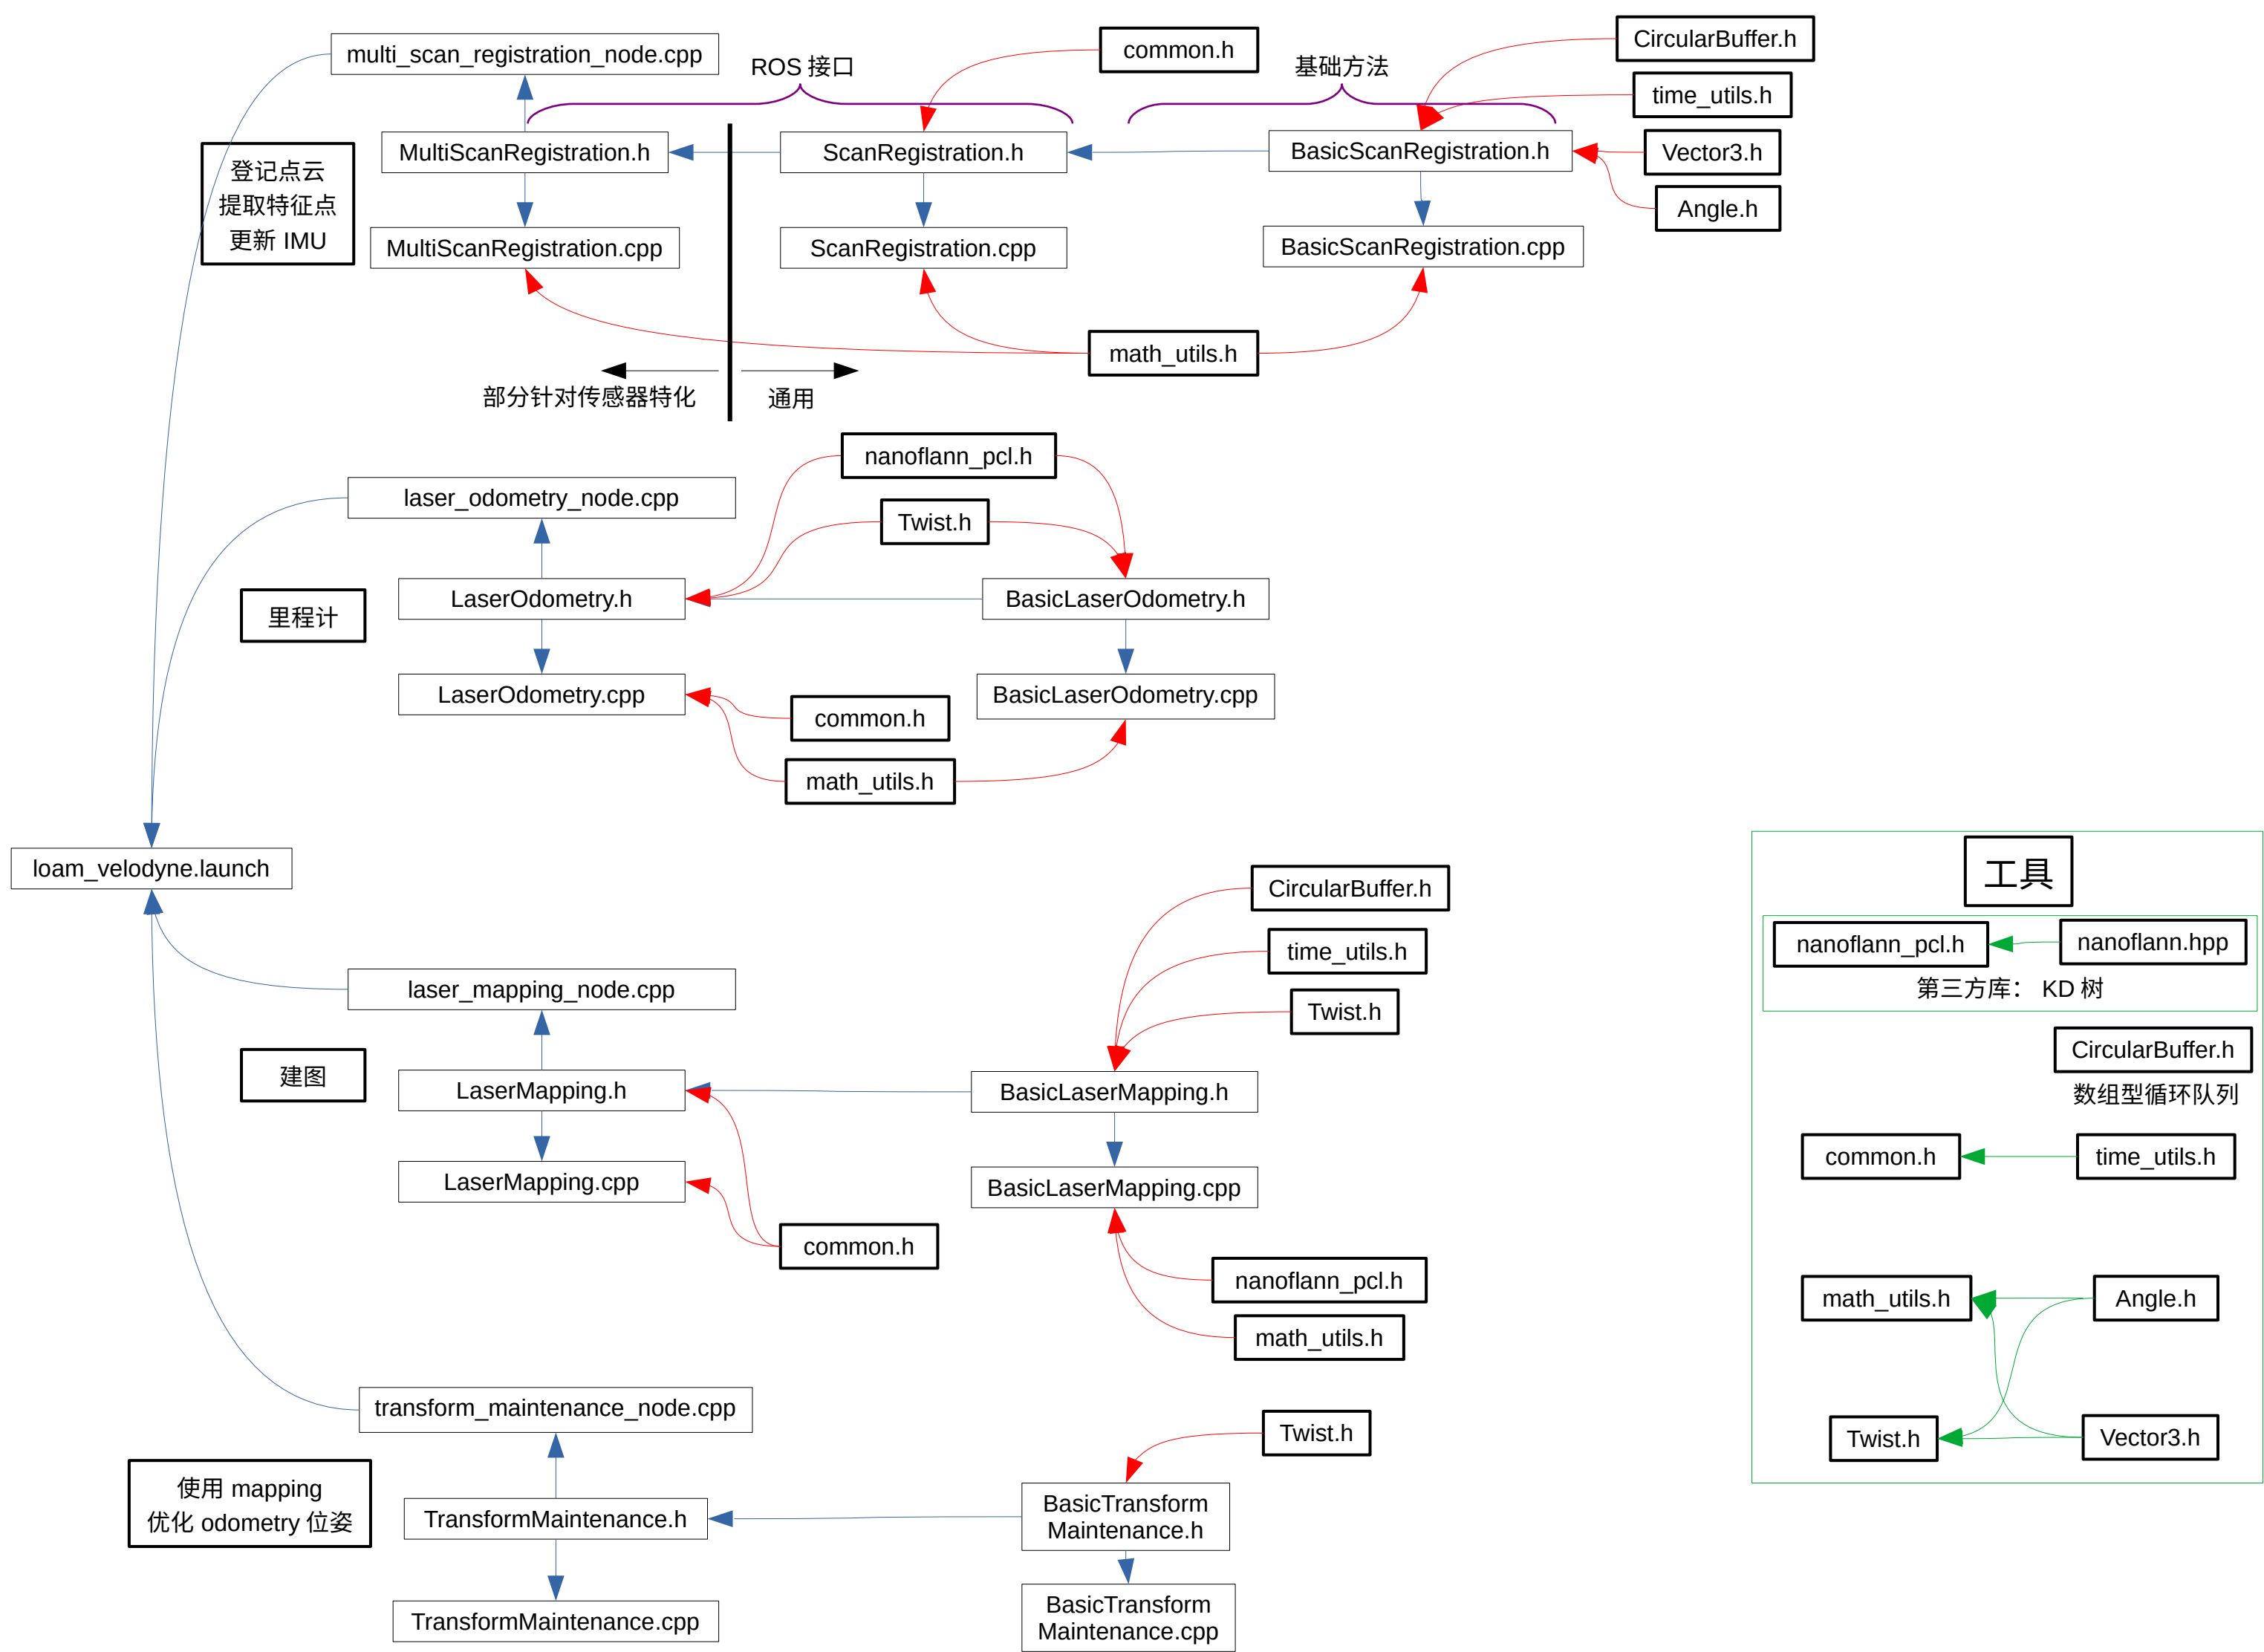 multi_scan_registration_node.cpp
ROS 接口
common.h
基础方法
CircularBuffer.h
time_utils.h
登记点云
提取特征点
更新 IMU
MultiScanRegistration.h
ScanRegistration.h
BasicScanRegistration.h
Vector3.h
Angle.h
MultiScanRegistration.cpp
ScanRegistration.cpp
BasicScanRegistration.cpp
math_utils.h
部分针对传感器特化
通用
nanoflann_pcl.h
laser_odometry_node.cpp
Twist.h
里程计
LaserOdometry.h
BasicLaserOdometry.h
LaserOdometry.cpp
BasicLaserOdometry.cpp
common.h
math_utils.h
loam_velodyne.launch
CircularBuffer.h
time_utils.h
laser_mapping_node.cpp
Twist.h
建图
LaserMapping.h
BasicLaserMapping.h
LaserMapping.cpp
BasicLaserMapping.cpp
common.h
nanoflann_pcl.h
math_utils.h
transform_maintenance_node.cpp
Twist.h
使用 mapping
优化 odometry 位姿
TransformMaintenance.h
BasicTransform
Maintenance.h
TransformMaintenance.cpp
BasicTransform
Maintenance.cpp
工具
nanoflann_pcl.h
nanoflann.hpp
第三方库： KD 树
CircularBuffer.h
数组型循环队列
common.h
time_utils.h
math_utils.h
Angle.h
Twist.h
Vector3.h